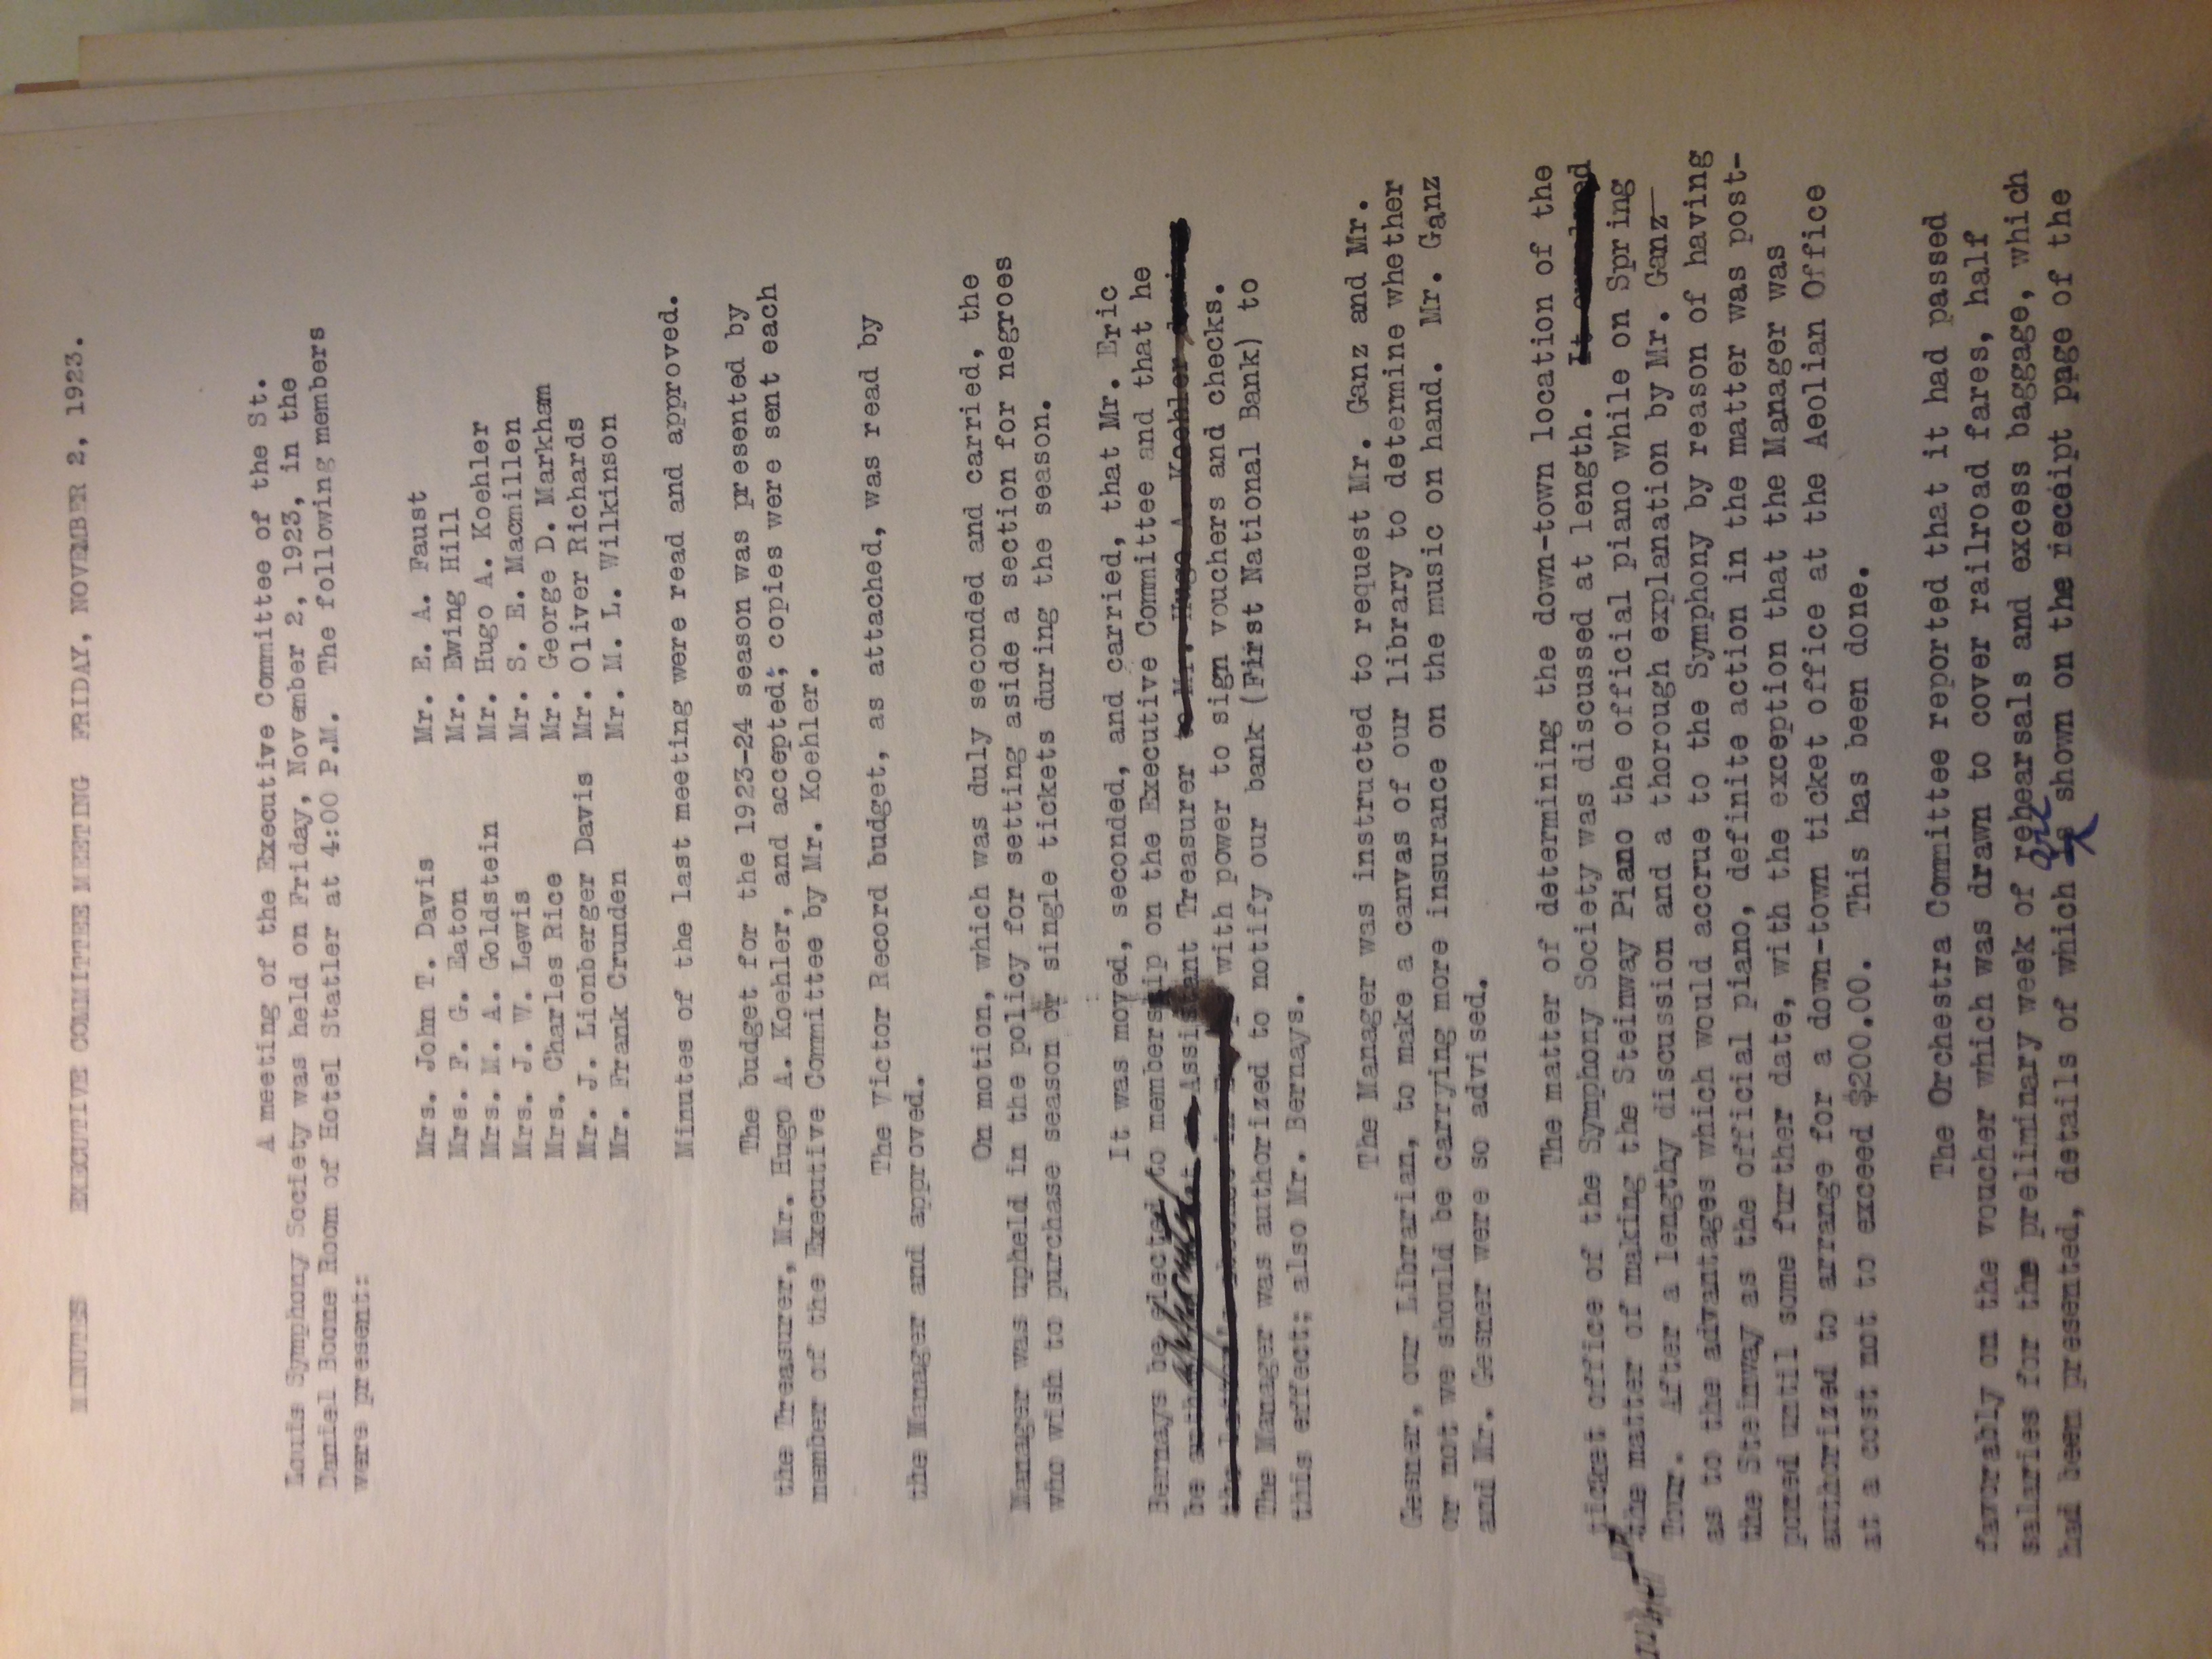 MINUTES EXECUTIVE COMMITTEE MEETING FRIDAY, NOVEMBER 2, 1923.
A meeting of the Executive Committee of the St.
Louis Symphony Society was held on Friday, November 2, 1923, in the
Daniel Boone Room of Hotel Statler at 4:00 P.M. The following members
were present:
Mrs. John T. Davis Mr. E. A. Faust
Mrs. F. G. Eaton Mr. Ewing Hill
Mrs. M. A. Goldstein Mr. Hugo A. Koehler
Mrs. J. W. Lewis Mr. S. E. Macmillen
Mrs. Charles Rice Mr. George D. Markham
Mr. J. Lionberger Davis Mr. Oliver Richards
Mr. Frank Crunden Mr. M. L. Wilkinson
Minutes of the last meeting were read and approved.
The budget for the 1923-24 season was presented by
the Treasurer, Mr. Hugo A. Koehler, and accepted; copies were sent each
member of the Executive Committee by Mr. Koehler.
The Victor Record budget, as attached, was read by
the Manager and approved.
On motion, which was duly seconded and carried, the
Manager was upheld in the policy for setting aside a section for negroes
who wish to purchase season or single tickets during the season.
It was moved, seconded, and carried, that Mr. Eric
Bernays be elected to membership on the Executive Committee and that he
be Assistant Treasurer to Mr. Hugo A. Koehler during
with power to sign vouchers and checks.
The Manager was authorized to notify our bank (First National Bank) to
this effect; also Mr. Bernays.
The Manager was instructed to request Mr. Ganz and Mr.
Gesner, our Librarian, to make a canvas of our library to determine whether
or not we should be carrying more insurance on the music on hand. Mr. Ganz
and Mr. Gesner were so advised.
The matter of determining the down-town location of the
ticket office of the Symphony Society was discussed at length. It
the matter of making the Steinway Piano the official piano while on Spring
Tour. After a lengthy discussion and a thorough explanation by Mr. Ganz
as to the advantages which would accrue to the Symphony by reason of having
the Steinway as the official piano, definite action in the matter was post-
poned until some further date, with the exception that the Manager was
authorized to arrange for a down-town ticket office at the Aeolian Office
at a cost not to exceed $200.00. This has been done.
The Orchestra Committee reported that it had passed
favorably on the voucher which was drawn to cover railroad fares, half
salaries for the preliminary week of rehearsals and excess baggage, which
had been presented, details of which are shown on the receipt page of the